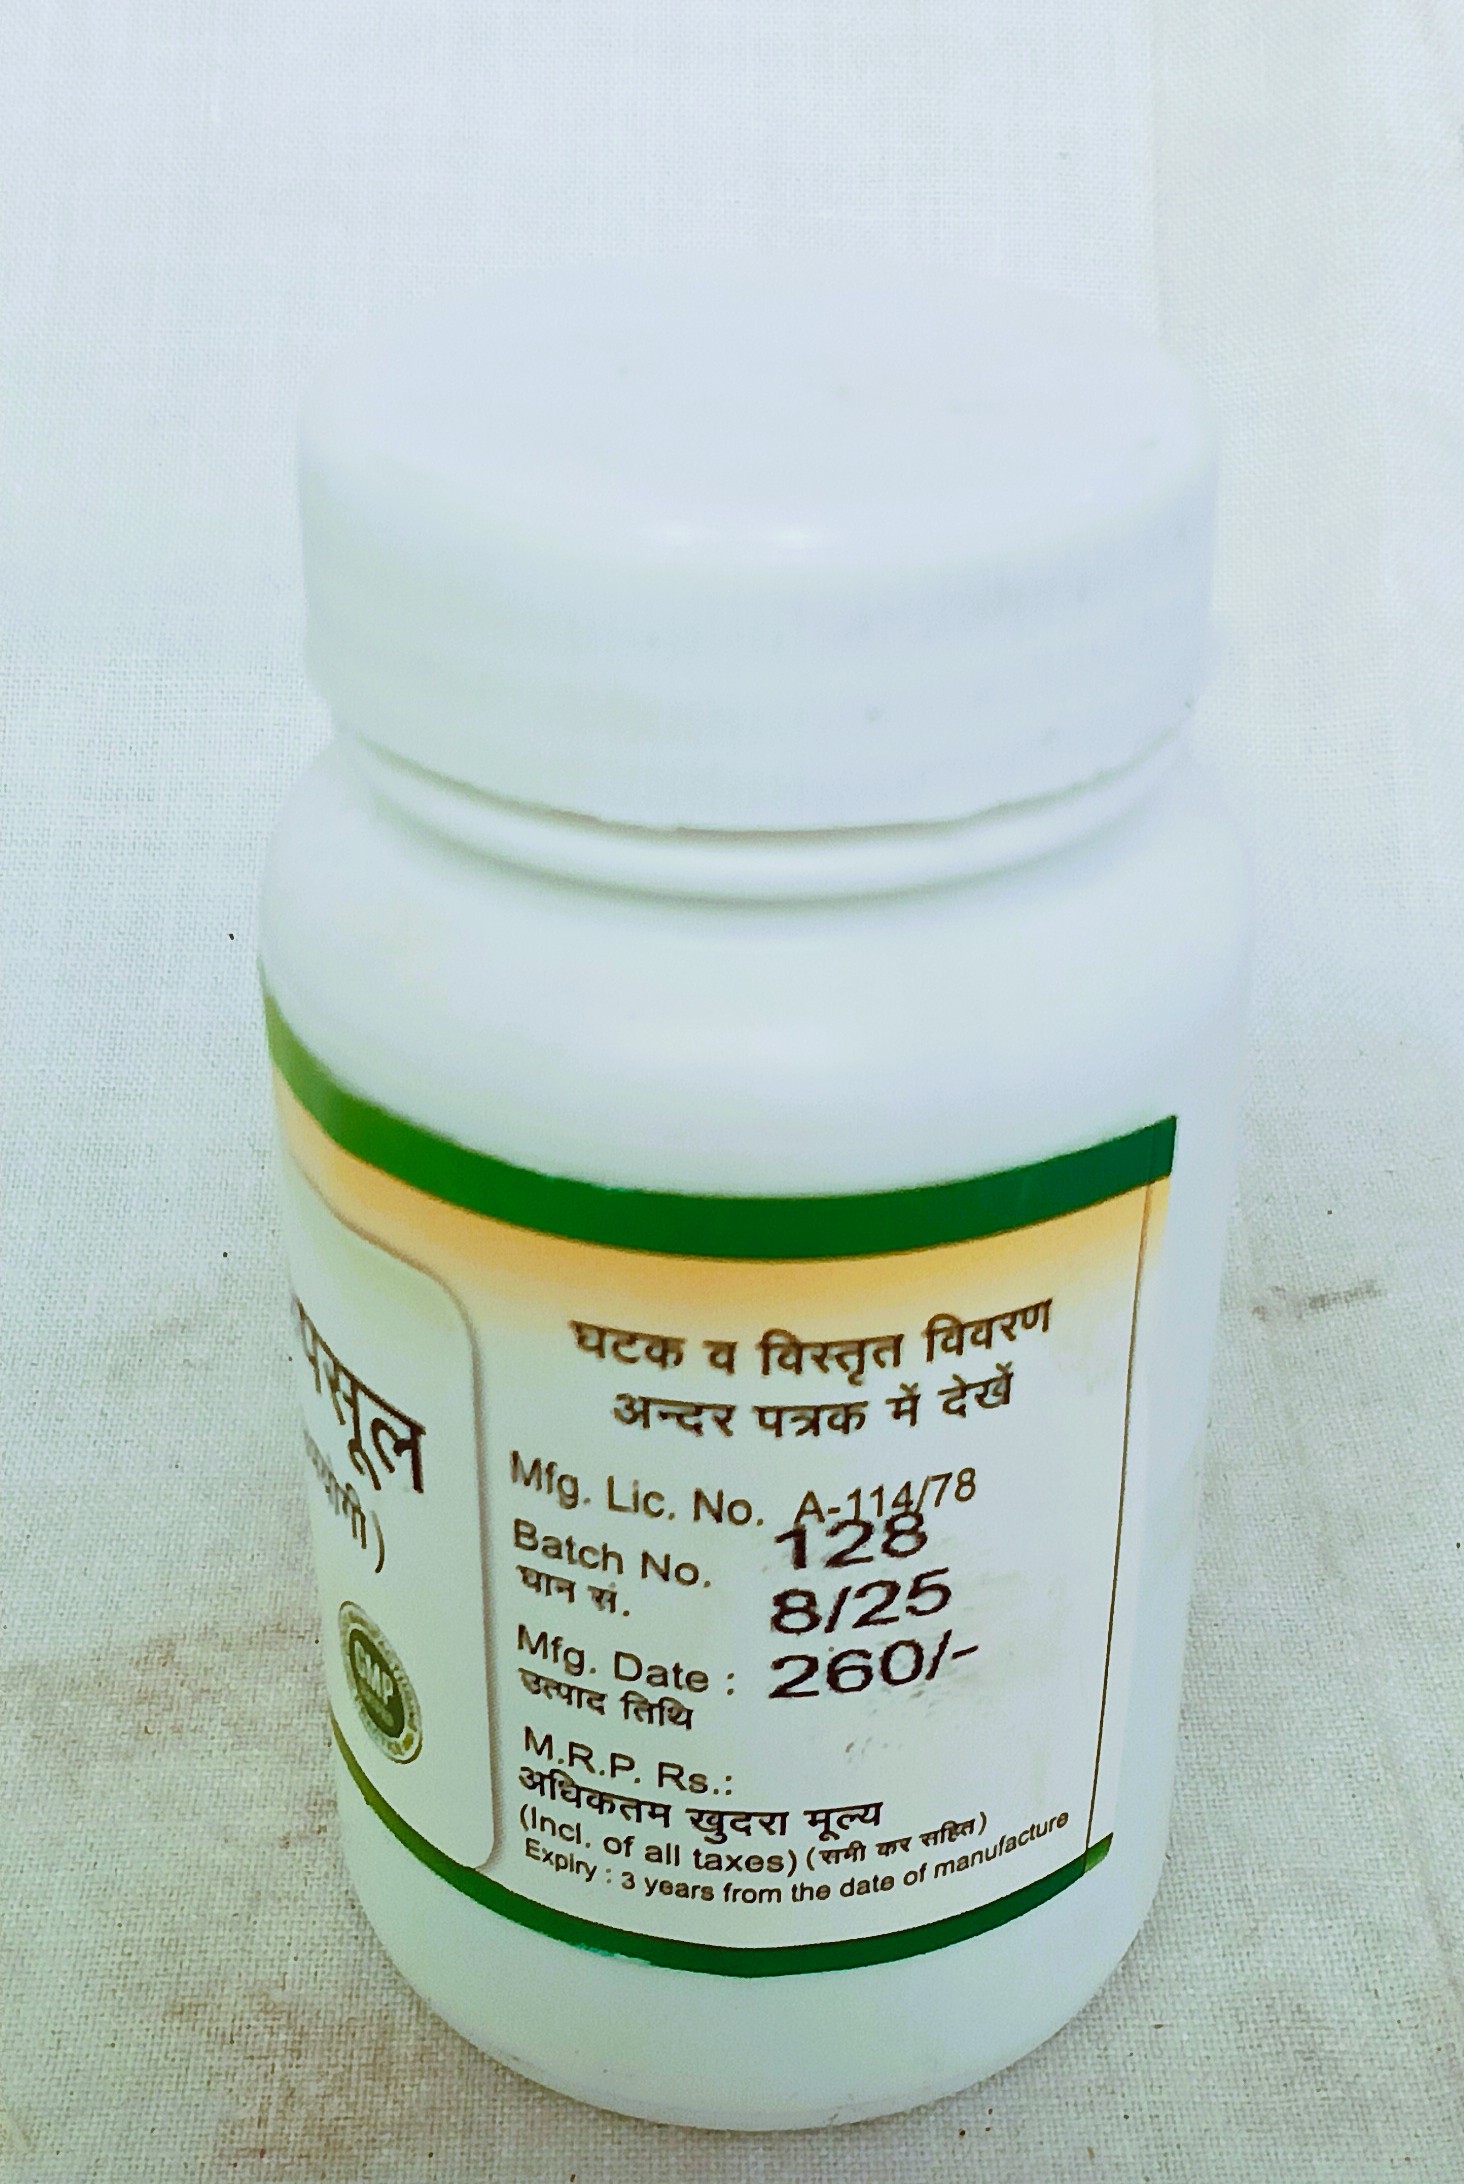 घटक व विस्तृत विवरण
अन्दर पत्रक में देखें
Mfg. Lic. No. A-114/78
Batch No. 128
घान सं.
8/25
Mfg. Date : 260/-
उत्पाद तिथि
M.R.P. Rs.:
अधिकतम खुदरा मूल्य
(Incl. of all taxes) (सभी कर सहित)
Expiry : 3 years from the date of manufacture
GMP